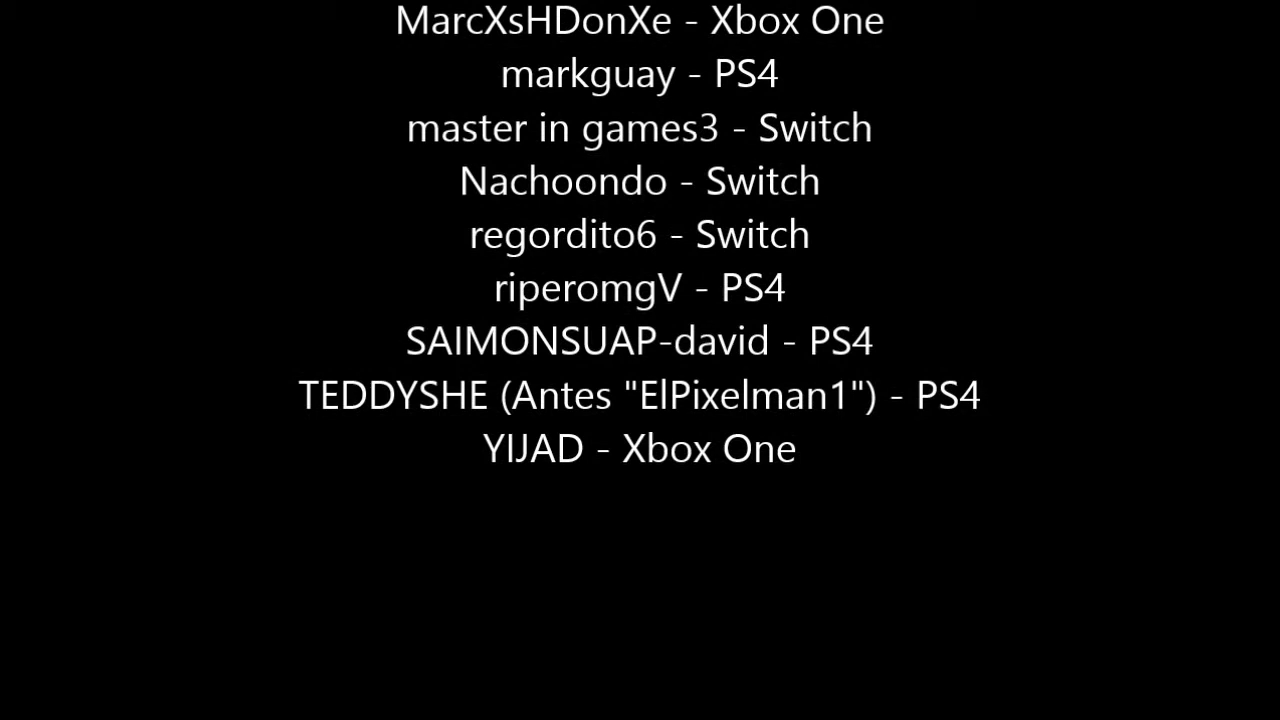 MarcXsHDonXe - Xbox One
markguay - PS4
master in games3 - Switch
Nachoondo - Switch
regordito6 - Switch
riperomgV - PS4
SAIMONSUAP-david - PS4
TEDDYSHE (Antes "ElPixelman1") - PS4
YIJAD - Xbox One